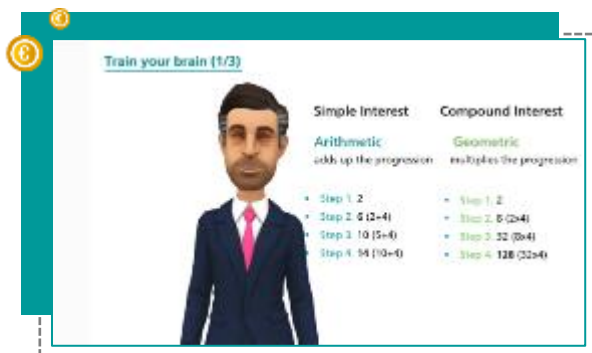 Train your brain (1/3)
Simple Interest
Arithmetic
adds up the progression
Step 1. 2
Step 2. 6 (2+4)
Step 3. 10 (5+4)
Step 4. 14 (10+4)
Compound Interest
Geometric
multiplies the progression
Step 1. 2
Step 2. 8 (2x4)
Step 3. 32 (8x4)
Step 4. 128 (32x4)